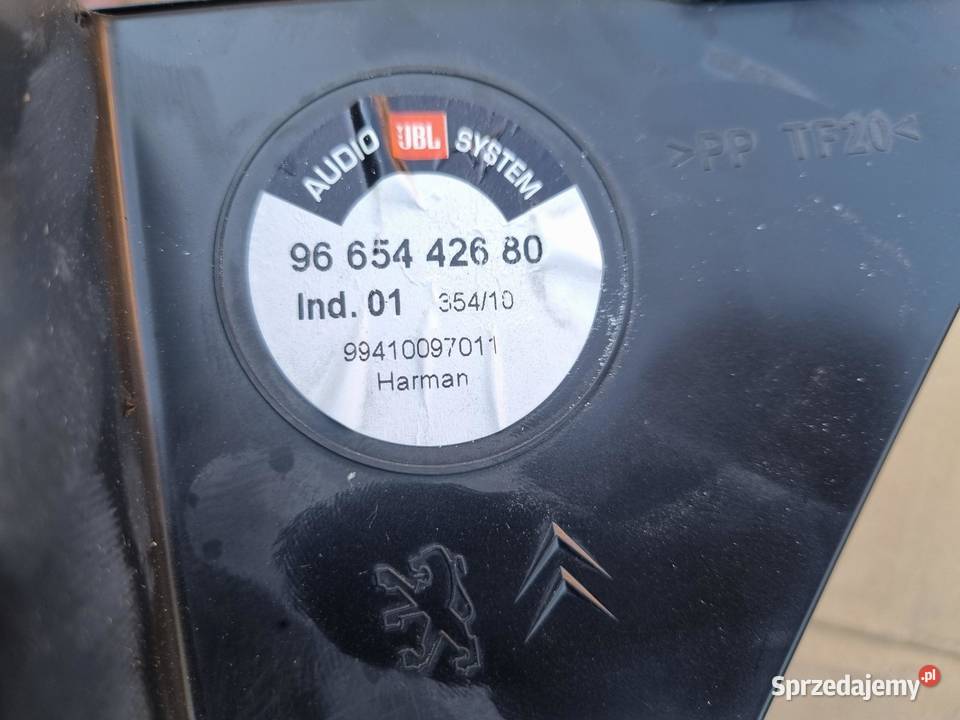 AUDIO JBL SYSTEM
96 654 426 80
Ind. 01 354/10
99410097011
Harman
>PP TF20<
Sprzedajemy.pl